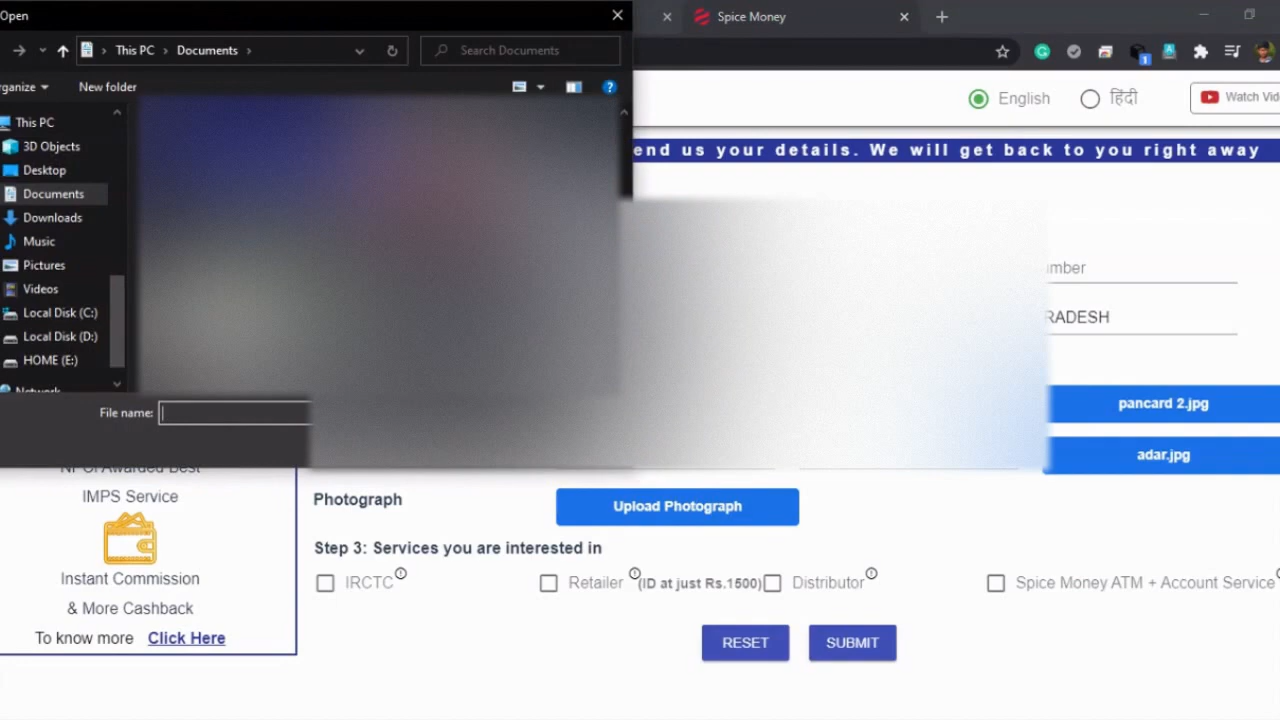 Open
Spice Money
This PC
Documents
Search Documents
rganize
New folder
1
English
हिंदी
Watch Vid
This PC
3D Objects
Desktop
Documents
Downloads
Music
Pictures
Videos
Local Disk (C:)
Local Disk (D:)
HOME (E:)
Network
end us your details. We will get back to you right away
mber
RADESH
File name:
pancard 2.jpg
adar.jpg
IMPS Service
Instant Commission
& More Cashback
To know more Click Here
Photograph
Upload Photograph
Step 3: Services you are interested in
IRCTC
Retailer (ID at just Rs.1500)
Distributor
Spice Money ATM + Account Service
RESET
SUBMIT